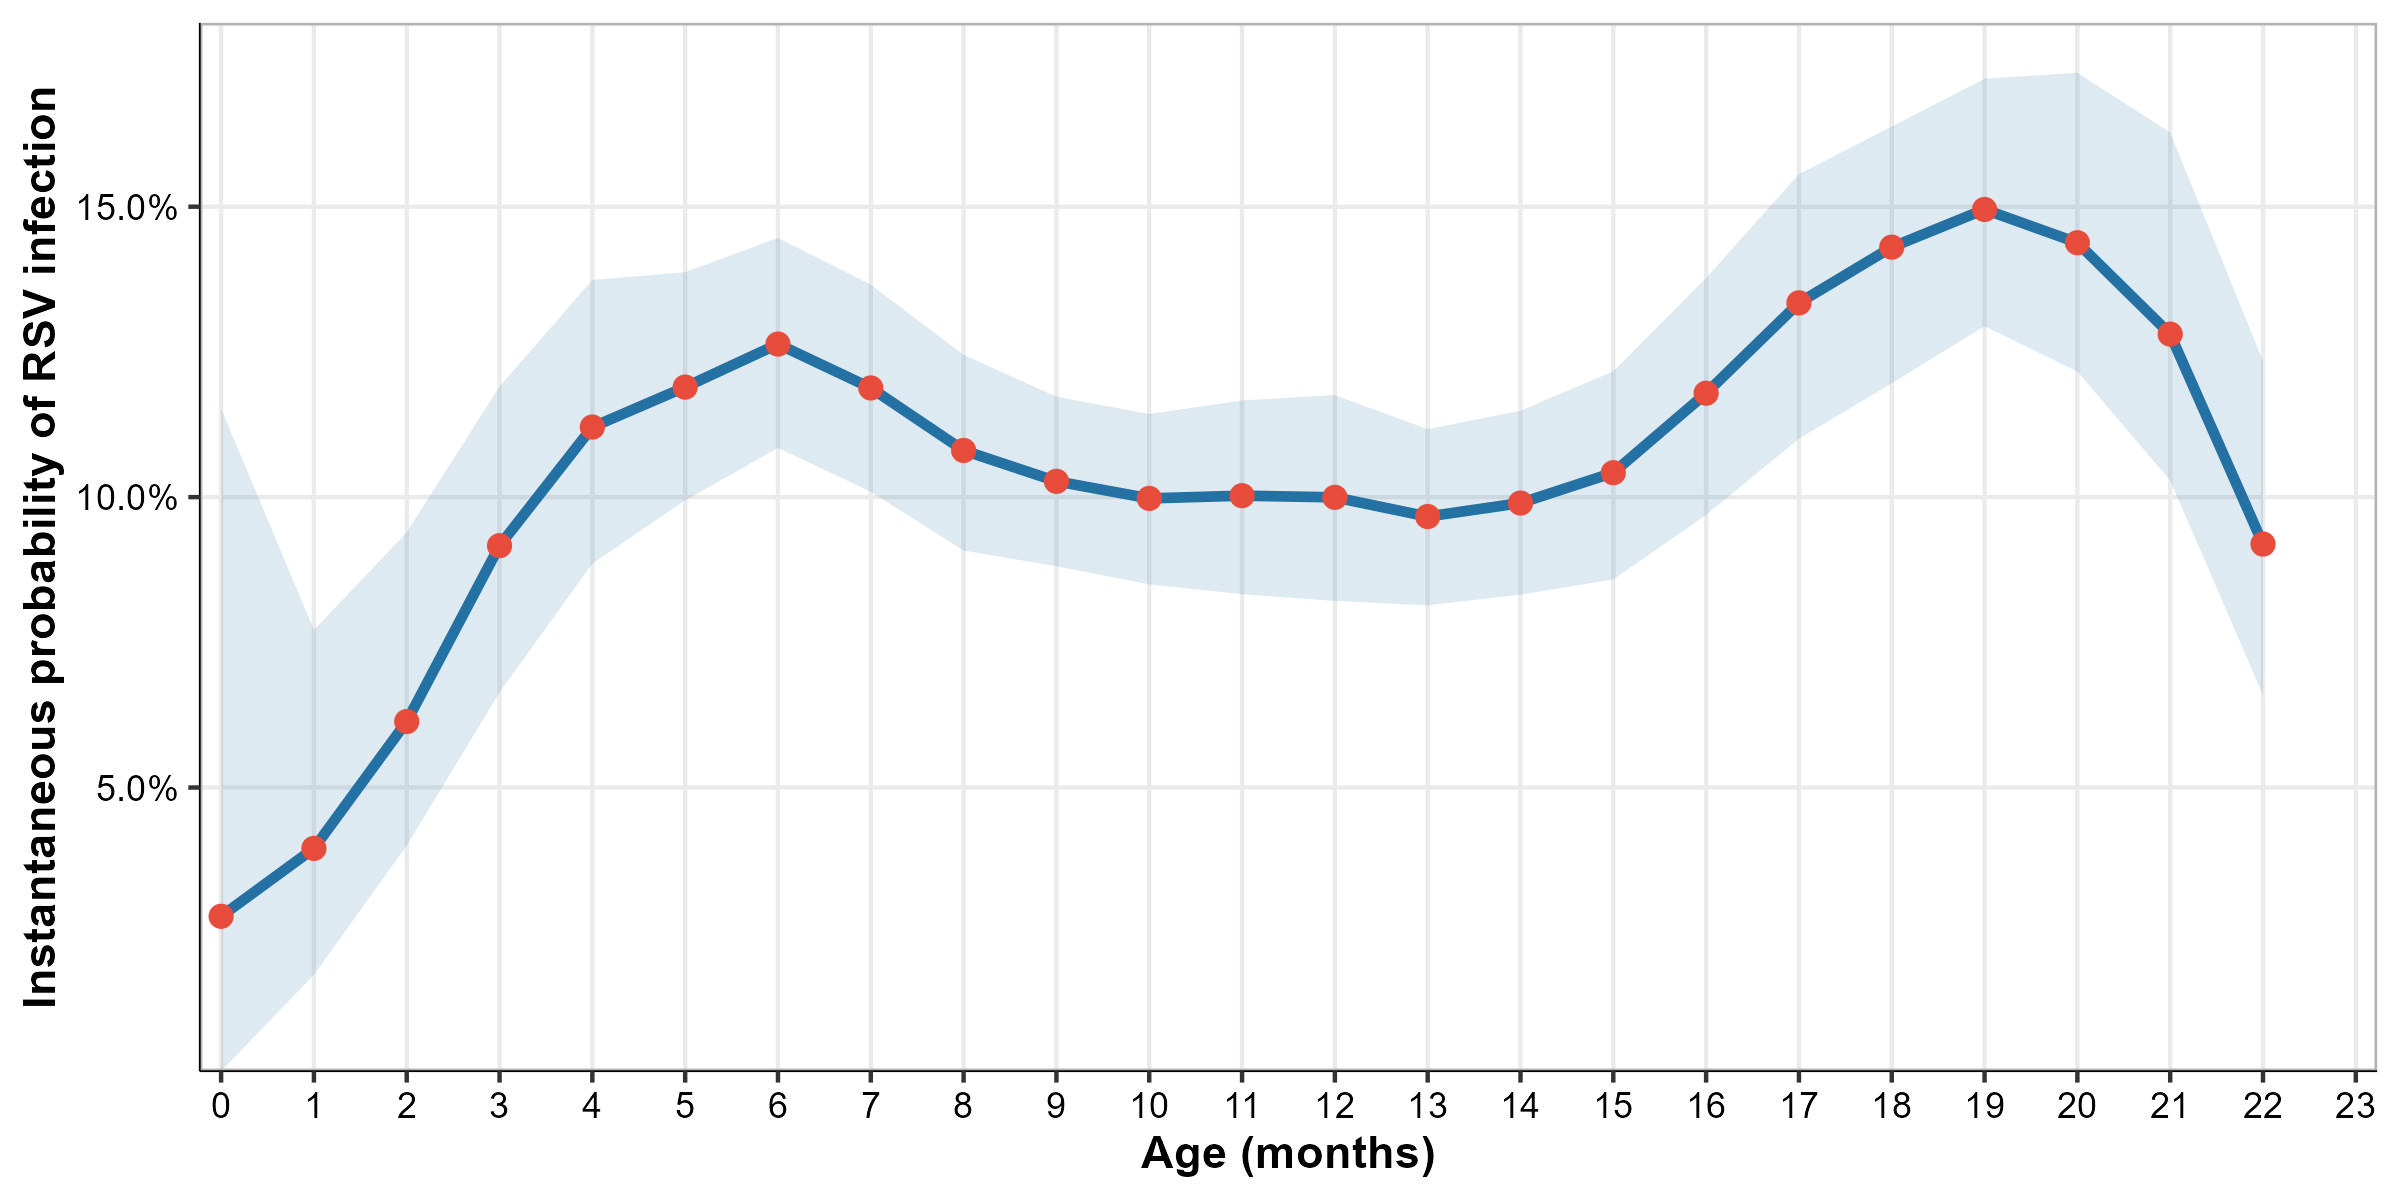 Instantaneous probability of RSV infection
15.0%
10.0%
5.0%
0 1 2 3 4 5 6 7 8 9 10 11 12 13 14 15 16 17 18 19 20 21 22 23
Age (months)